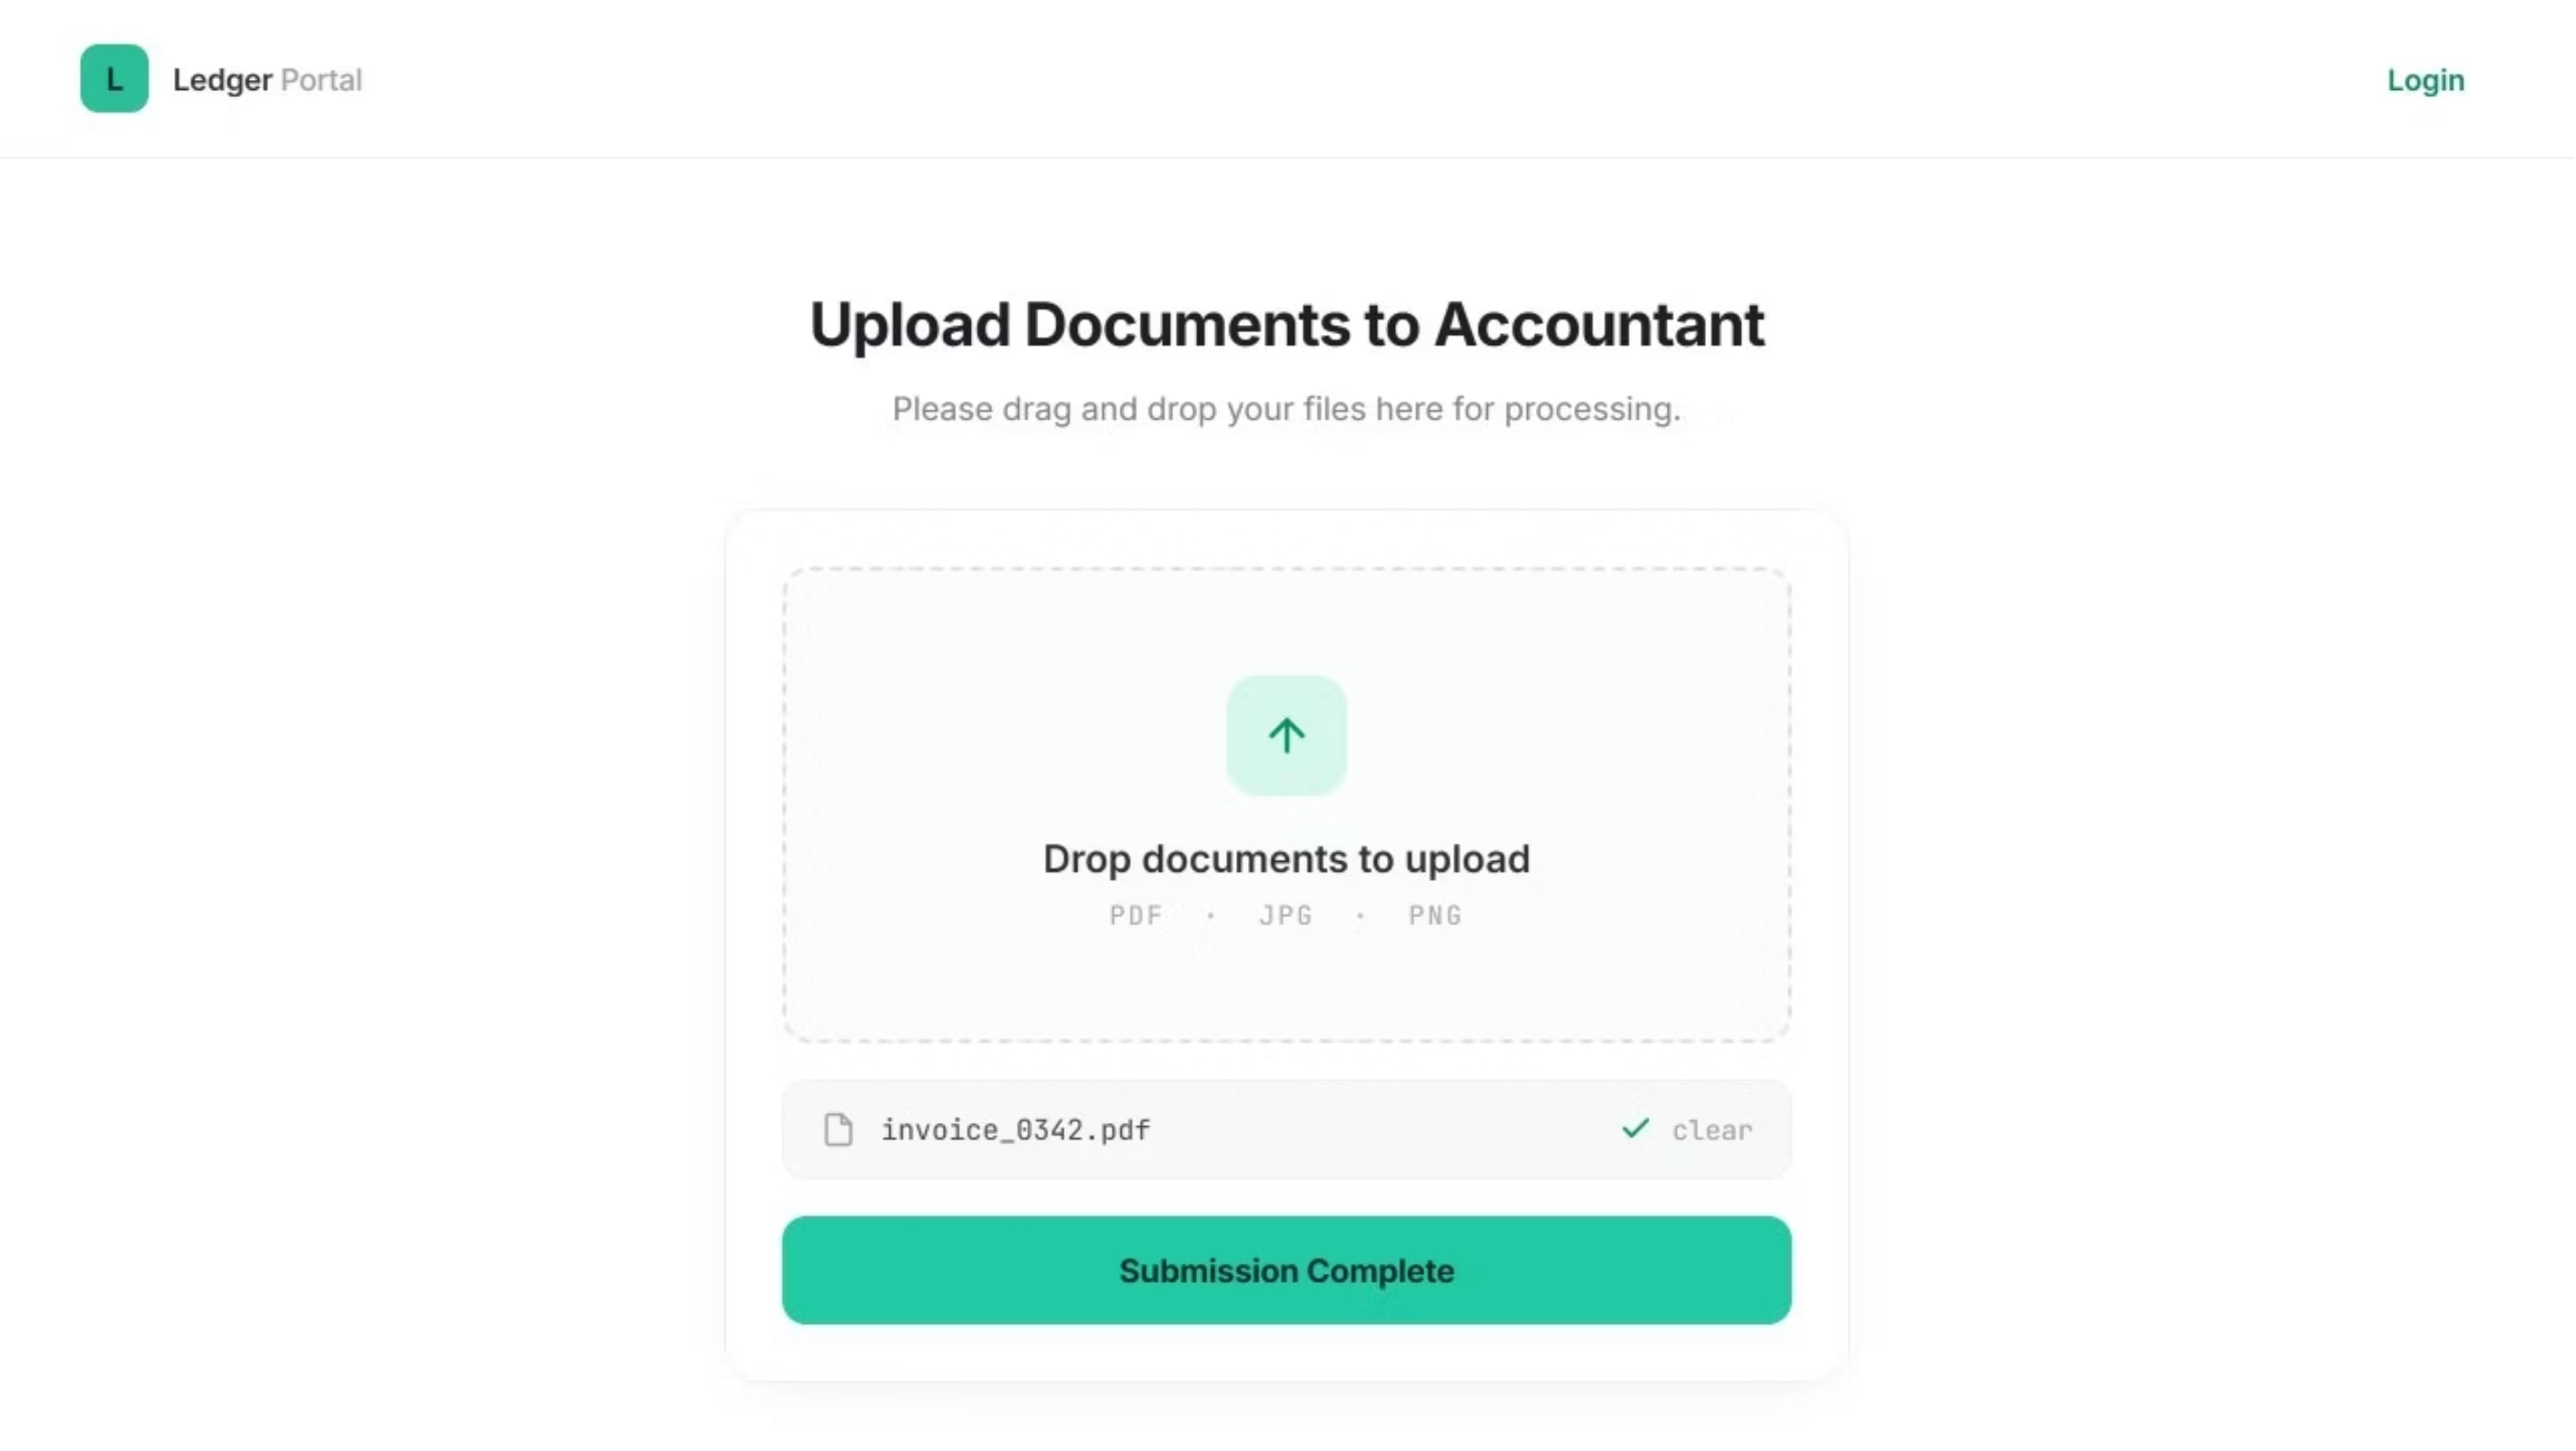 L
Ledger Portal
Login
Upload Documents to Accountant
Please drag and drop your files here for processing.
Drop documents to upload
PDF · JPG · PNG
invoice_0342.pdf
clear
Submission Complete